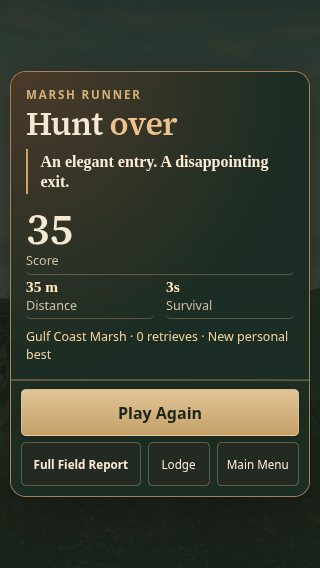 MARSH RUNNER
Hunt over
An elegant entry. A disappointing
exit.
35
Score
35 m
Distance
3s
Survival
Gulf Coast Marsh · 0 retrieves · New personal
best
Play Again
Full Field Report
Lodge
Main Menu